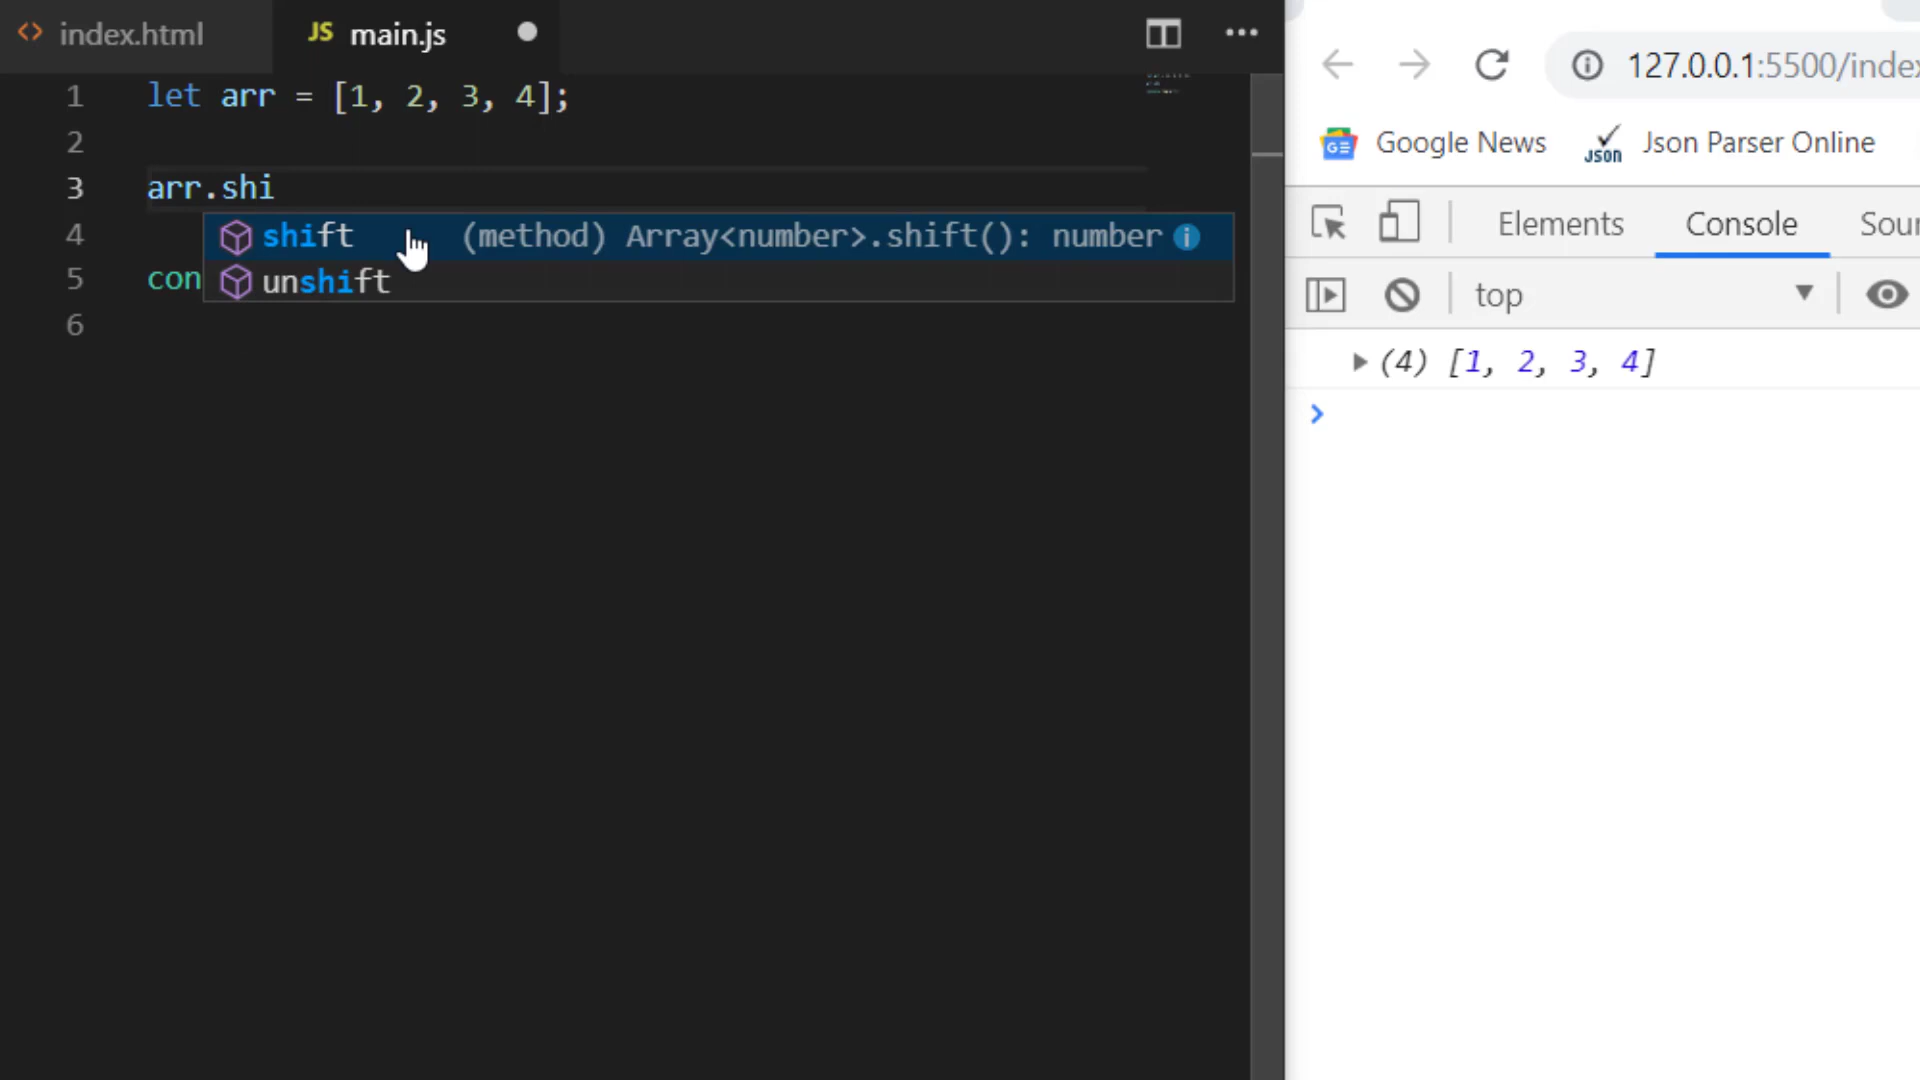 index.html
JS main.js
1 let arr = [1, 2, 3, 4];
2
3 arr.shi
4 shift (method) Array<number>.shift(): number
5 con unshift
6
127.0.0.1:5500/index
Google News
Json Parser Online
Elements Console Sour
top
(4) [1, 2, 3, 4]